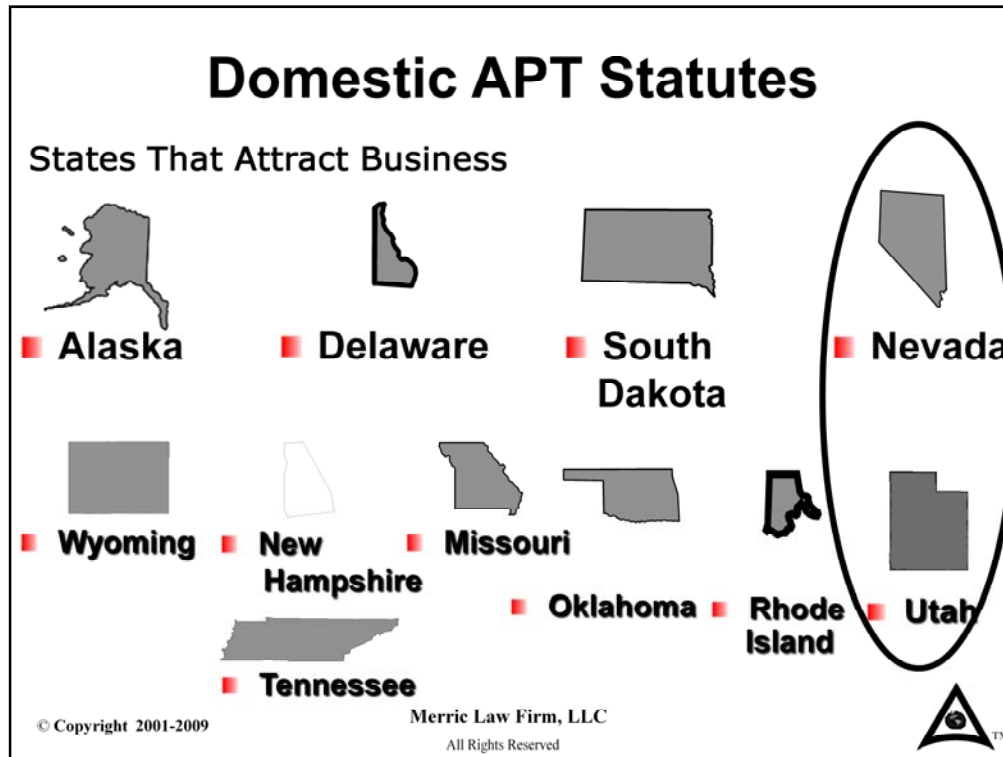 Domestic APT Statutes
States That Attract Business
Alaska
Delaware
South
Dakota
Nevada
Wyoming
New
Hampshire
Missouri
Oklahoma
Rhode
Island
Utah
Tennessee
© Copyright 2001-2009
Merric Law Firm, LLC
All Rights Reserved
TM